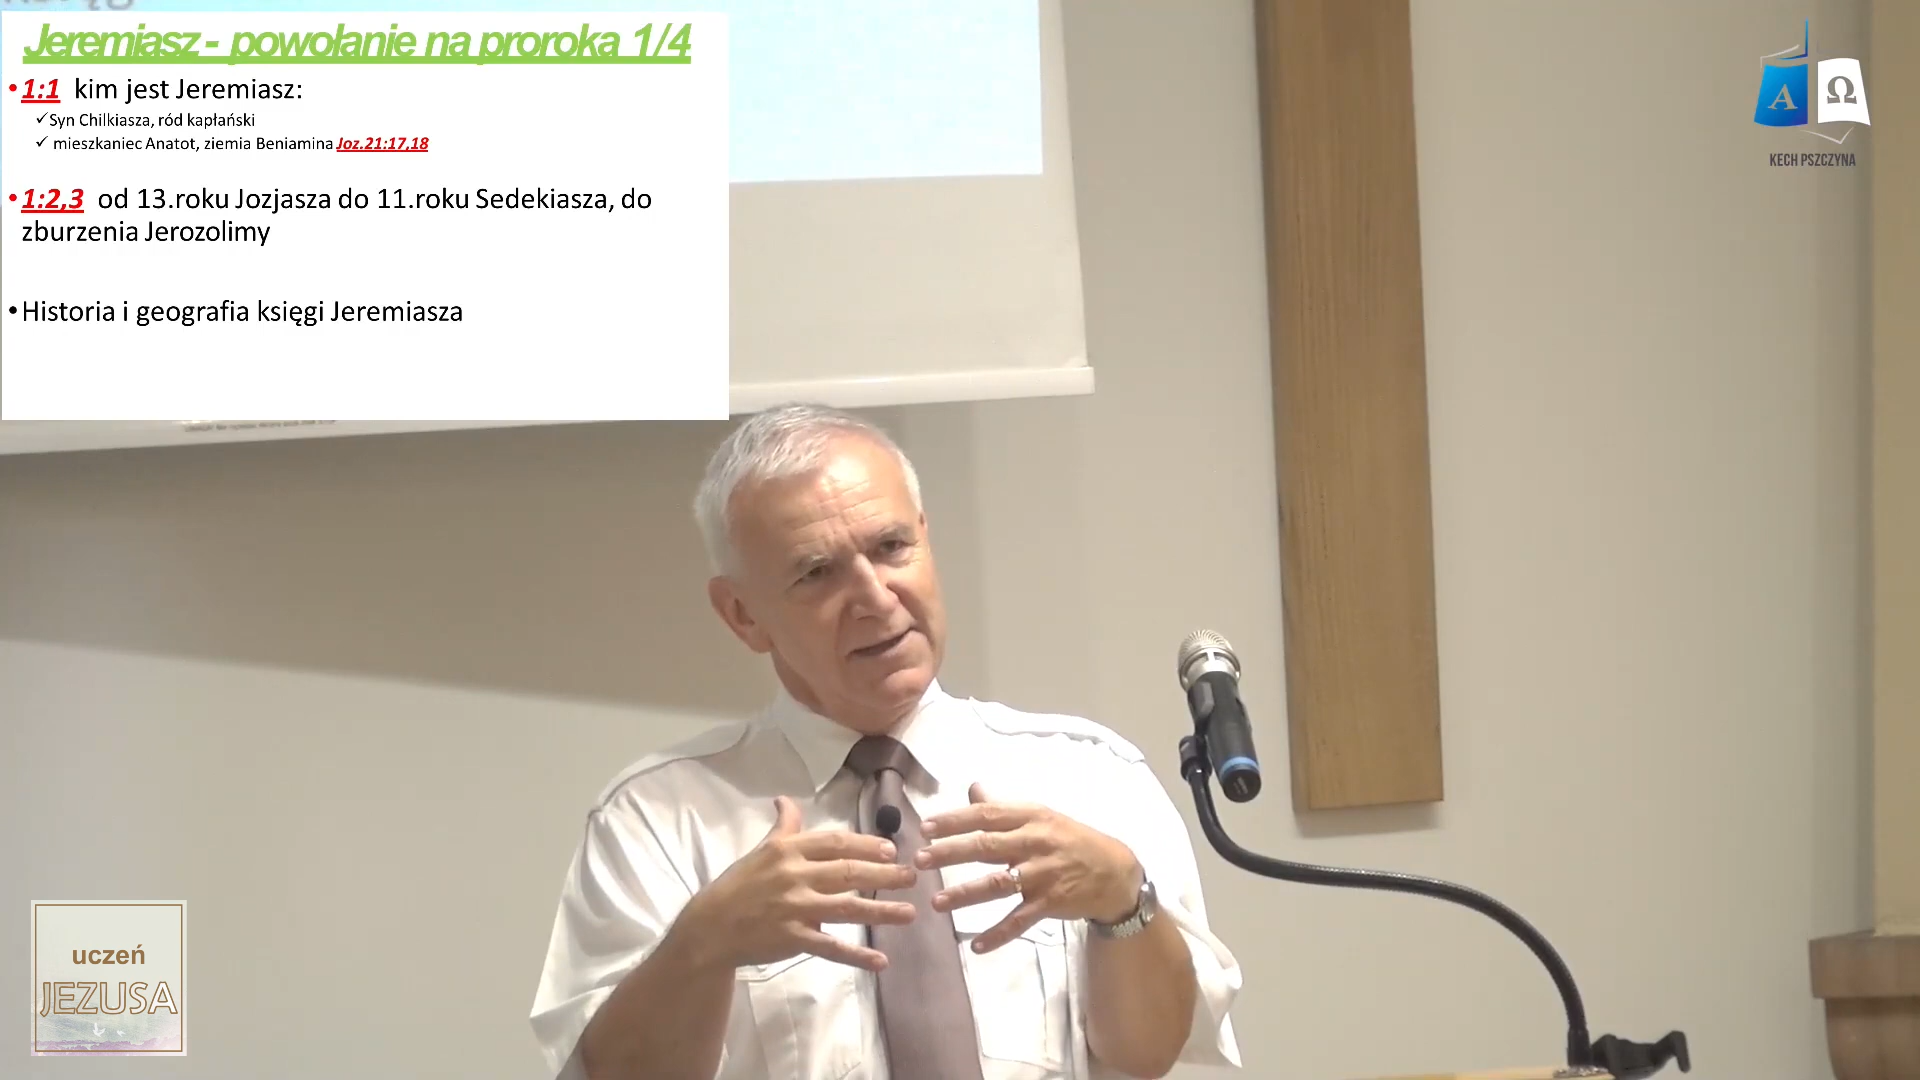 Jeremiasz - powołanie na proroka 1/4
•1:1 kim jest Jeremiasz:
✓Syn Chilkiasza, ród kapłański
✓ mieszkaniec Anatot, ziemia Beniamina Joz.21:17,18
•1:2,3 od 13.roku Jozjasza do 11.roku Sedekiasza, do
zburzenia Jerozolimy
•Historia i geografia księgi Jeremiasza
A Ω
KECH PSZCZYNA
uczeń
JEZUSA